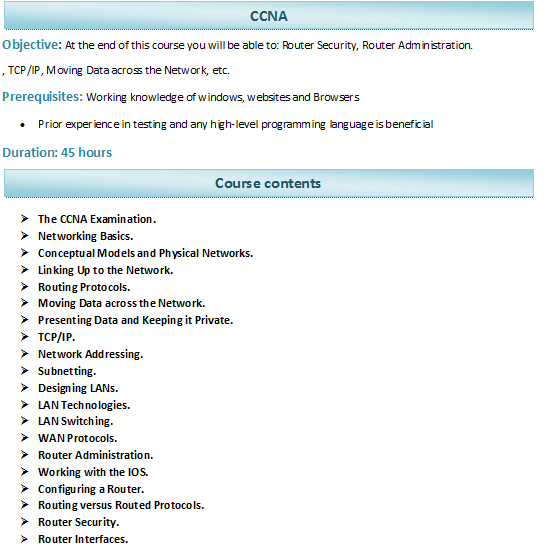 CCNA
Objective: At the end of this course you will be able to: Router Security, Router Administration.
, TCP/IP, Moving Data across the Network, etc.
Prerequisites: Working knowledge of windows, websites and Browsers
• Prior experience in testing and any high-level programming language is beneficial
Duration: 45 hours
Course contents
➢ The CCNA Examination.
➢ Networking Basics.
➢ Conceptual Models and Physical Networks.
➢ Linking Up to the Network.
➢ Routing Protocols.
➢ Moving Data across the Network.
➢ Presenting Data and Keeping it Private.
➢ TCP/IP.
➢ Network Addressing.
➢ Subnetting.
➢ Designing LANs.
➢ LAN Technologies.
➢ LAN Switching.
➢ WAN Protocols.
➢ Router Administration.
➢ Working with the IOS.
➢ Configuring a Router.
➢ Routing versus Routed Protocols.
➢ Router Security.
➢ Router Interfaces.